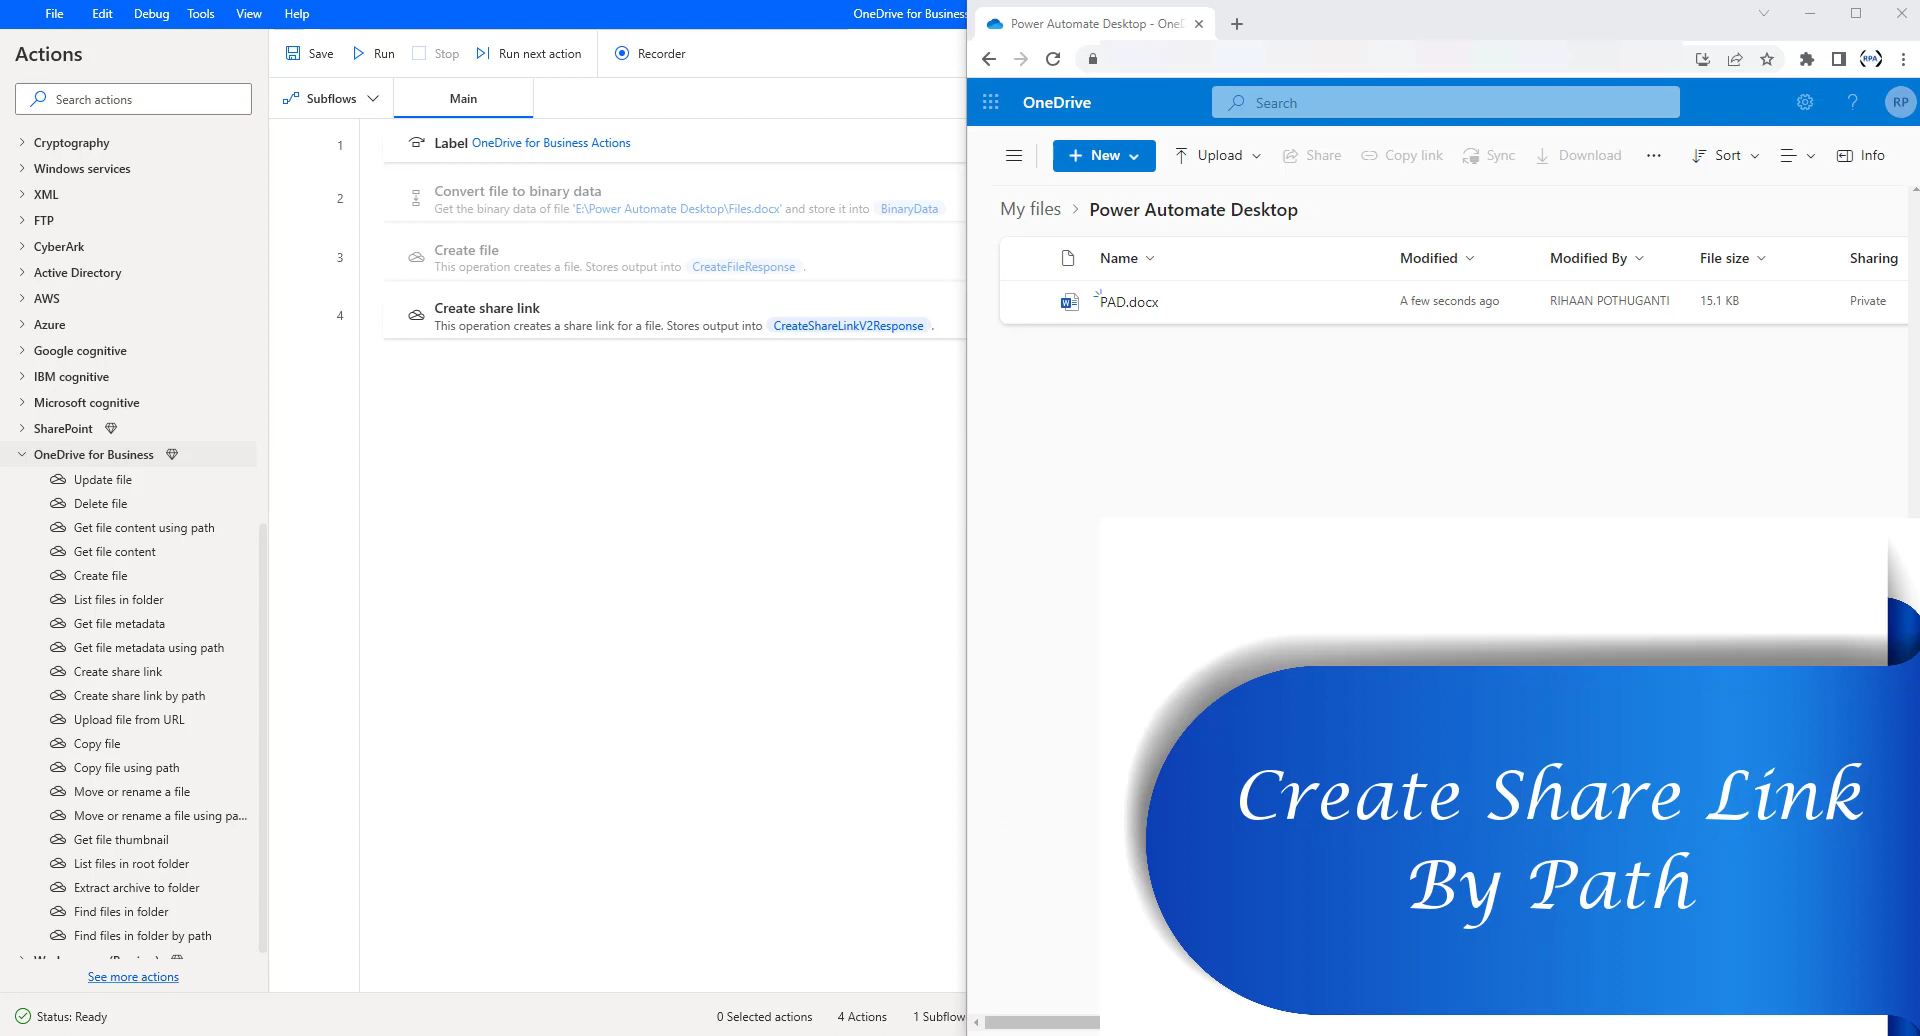 File Edit Debug Tools View Help OneDrive for Business
Actions
Search actions
Cryptography
Windows services
XML
FTP
CyberArk
Active Directory
AWS
Azure
Google cognitive
IBM cognitive
Microsoft cognitive
SharePoint
OneDrive for Business
Update file
Delete file
Get file content using path
Get file content
Create file
List files in folder
Get file metadata
Get file metadata using path
Create share link
Create share link by path
Upload file from URL
Copy file
Copy file using path
Move or rename a file
Move or rename a file using pa...
Get file thumbnail
List files in root folder
Extract archive to folder
Find files in folder
Find files in folder by path
See more actions
Status: Ready
Save Run Stop Run next action Recorder
Subflows Main
1 Label OneDrive for Business Actions
2 Convert file to binary data
Get the binary data of file 'E:\Power Automate Desktop\Files.docx' and store it into BinaryData
3 Create file
This operation creates a file. Stores output into CreateFileResponse .
4 Create share link
This operation creates a share link for a file. Stores output into CreateShareLinkV2Response .
0 Selected actions 4 Actions 1 Subflow
Power Automate Desktop - OneD
RPA
OneDrive Search RP
New Upload Share Copy link Sync Download ... Sort Info
My files > Power Automate Desktop
Name Modified Modified By File size Sharing
PAD.docx A few seconds ago RIHAAN POTHUGANTI 15.1 KB Private
Create Share Link
By Path